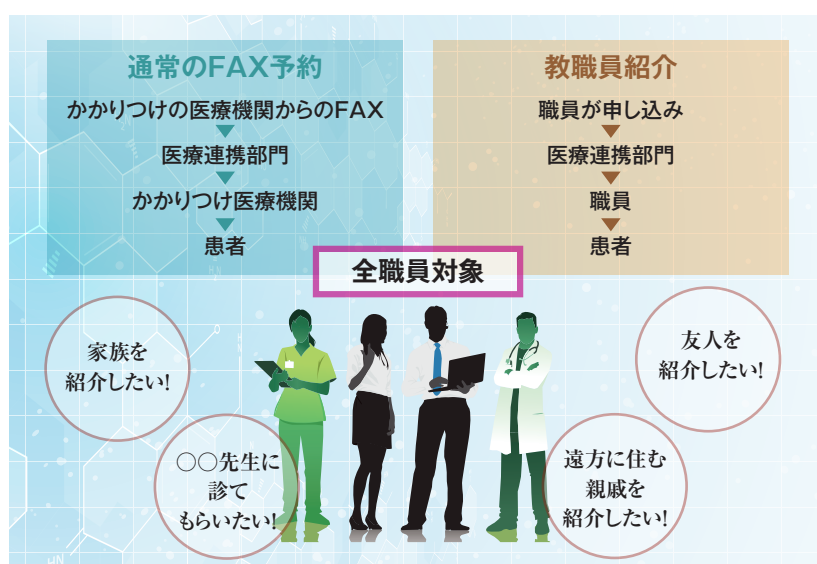 通常のFAX予約
かかりつけの医療機関からのFAX
▼
医療連携部門
▼
かかりつけ医療機関
▼
患者
教職員紹介
職員が申し込み
▼
医療連携部門
▼
職員
▼
患者
全職員対象
家族を
紹介したい!
〇〇先生に
診て
もらいたい!
友人を
紹介したい!
遠方に住む
親戚を
紹介したい!
HN